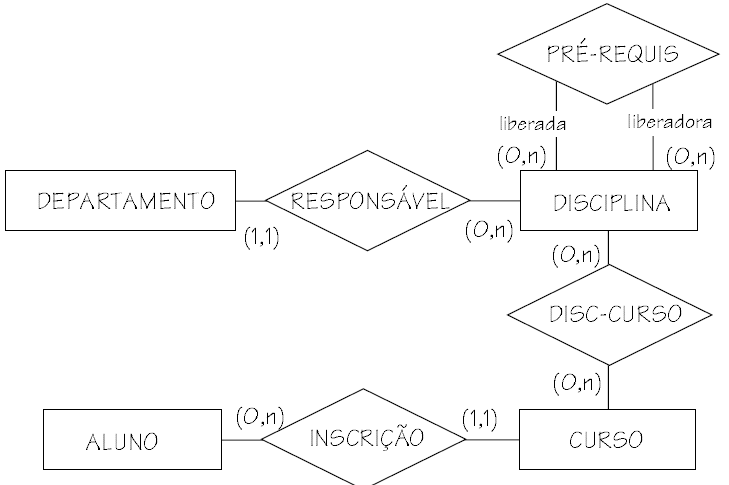 PRÉ-REQUIS
liberada
liberadora
(0,n)
(0,n)
DEPARTAMENTO
RESPONSÁVEL
DISCIPLINA
(1,1)
(0,n)
(0,n)
DISC-CURSO
(0,n)
(0,n)
(1,1)
ALUNO
INSCRIÇÃO
CURSO